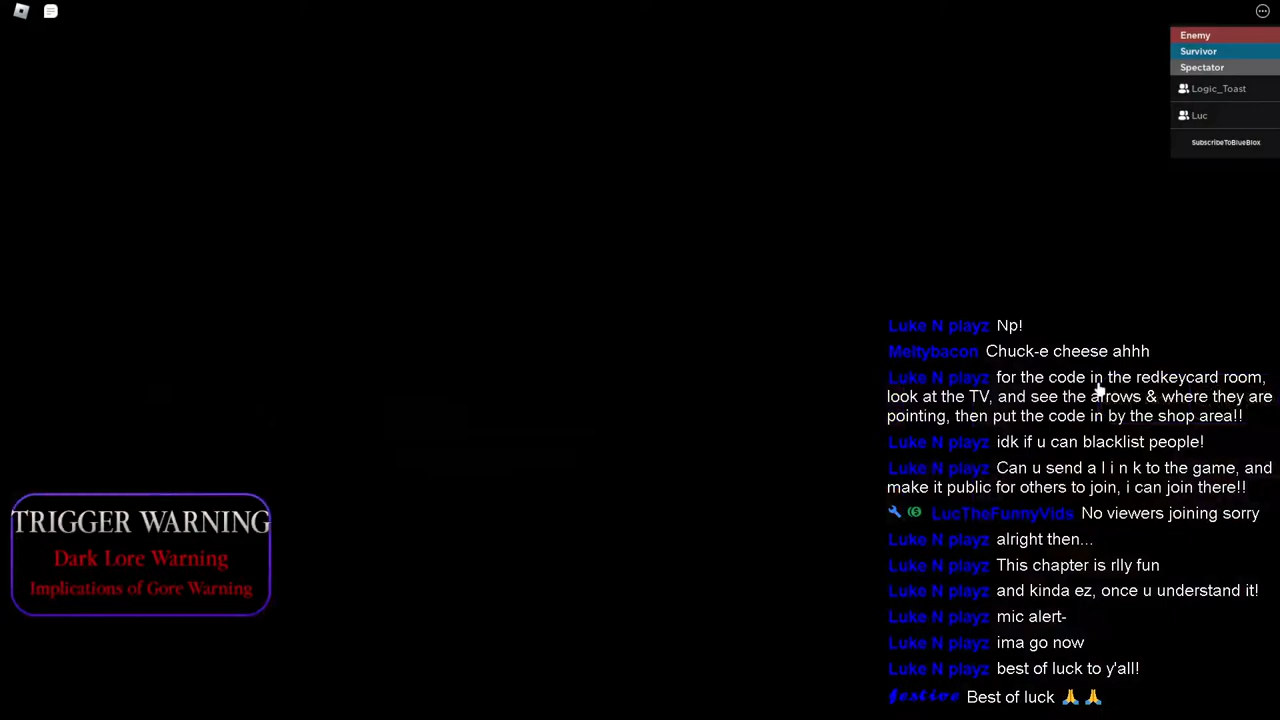 Enemy
Survivor
Spectator
Logic_Toast
Luc
SubscribeToBlueBlox
Luke N playz Np!
Meltybacon Chuck-e cheese ahhh
Luke N playz for the code in the redkeycard room,
look at the TV, and see the arrows & where they are
pointing, then put the code in by the shop area!!
Luke N playz idk if u can blacklist people!
Luke N playz Can u send a l i n k to the game, and
make it public for others to join, i can join there!!
LucTheFunnyVids No viewers joining sorry
Luke N playz alright then...
Luke N playz This chapter is rlly fun
Luke N playz and kinda ez, once u understand it!
Luke N playz mic alert-
Luke N playz ima go now
Luke N playz best of luck to y'all!
festive Best of luck 🙏 🙏
TRIGGER WARNING
Dark Lore Warning
Implications of Gore Warning